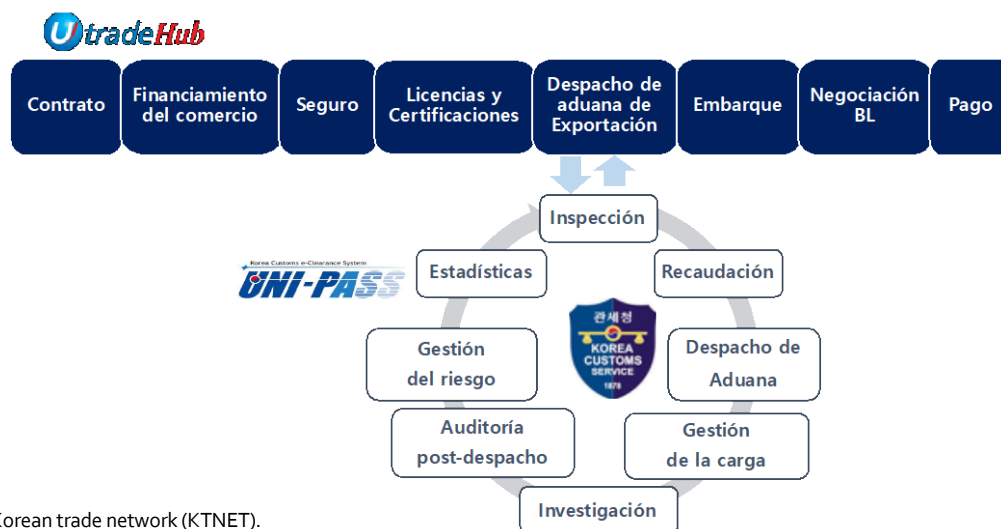 UtradeHub
Contrato
Financiamiento
del comercio
Seguro
Licencias y
Certificaciones
Despacho de
aduana de
Exportación
Embarque
Negociación
BL
Pago
Inspección
Korea Customs e-Clearance System
UNI-PASS
Estadísticas
Recaudación
관세청
KOREA
CUSTOMS
SERVICE
1878
Gestión
del riesgo
Despacho de
Aduana
Auditoría
post-despacho
Gestión
de la carga
Investigación
Korean trade network (KTNET).